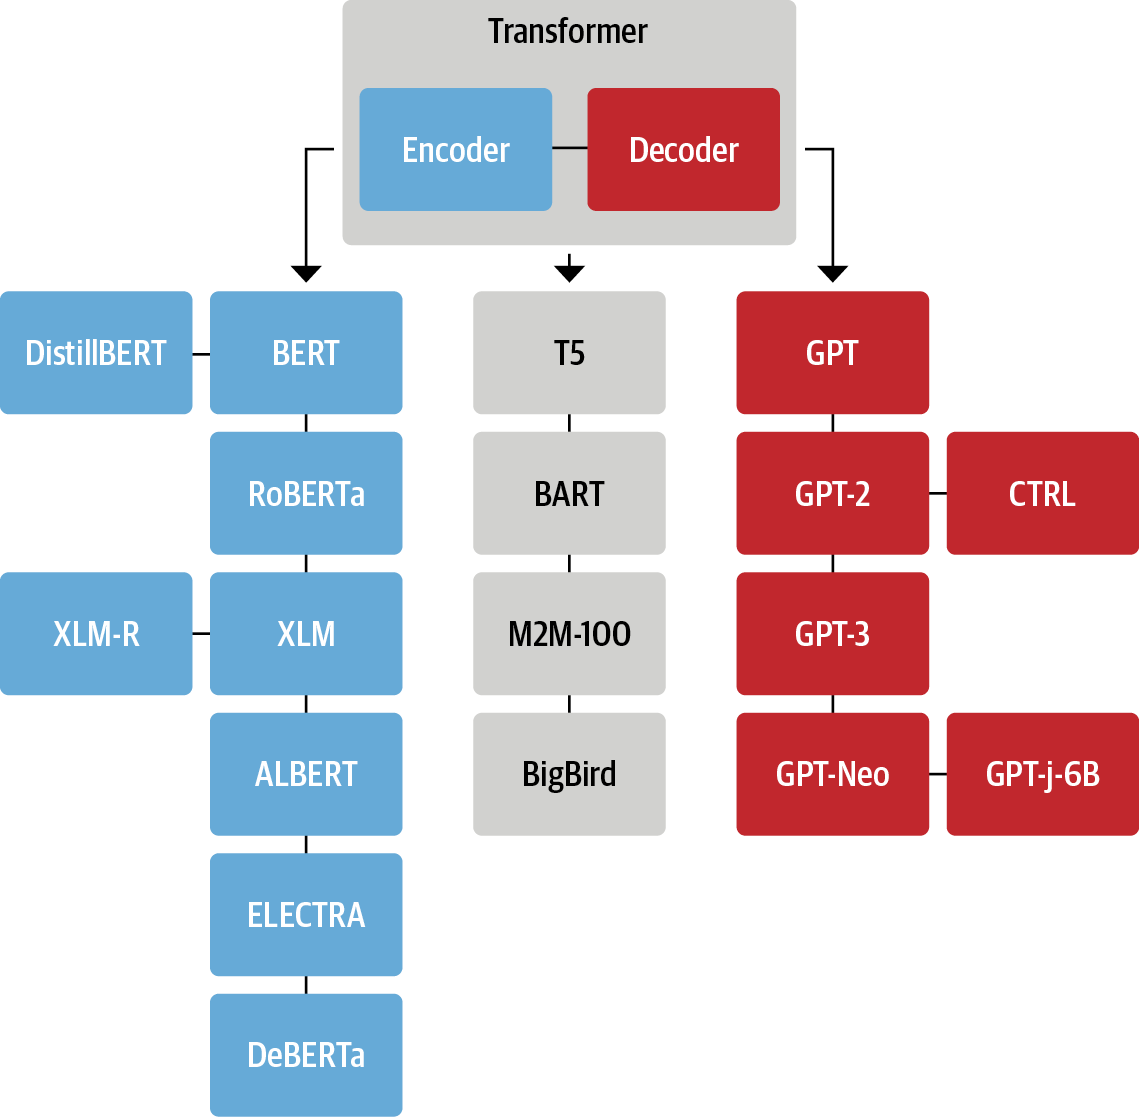 Transformer
Encoder
Decoder
DistillBERT
BERT
T5
GPT
RoBERTa
BART
GPT-2
CTRL
XLM-R
XLM
M2M-100
GPT-3
ALBERT
BigBird
GPT-Neo
GPT-j-6B
ELECTRA
DeBERTa